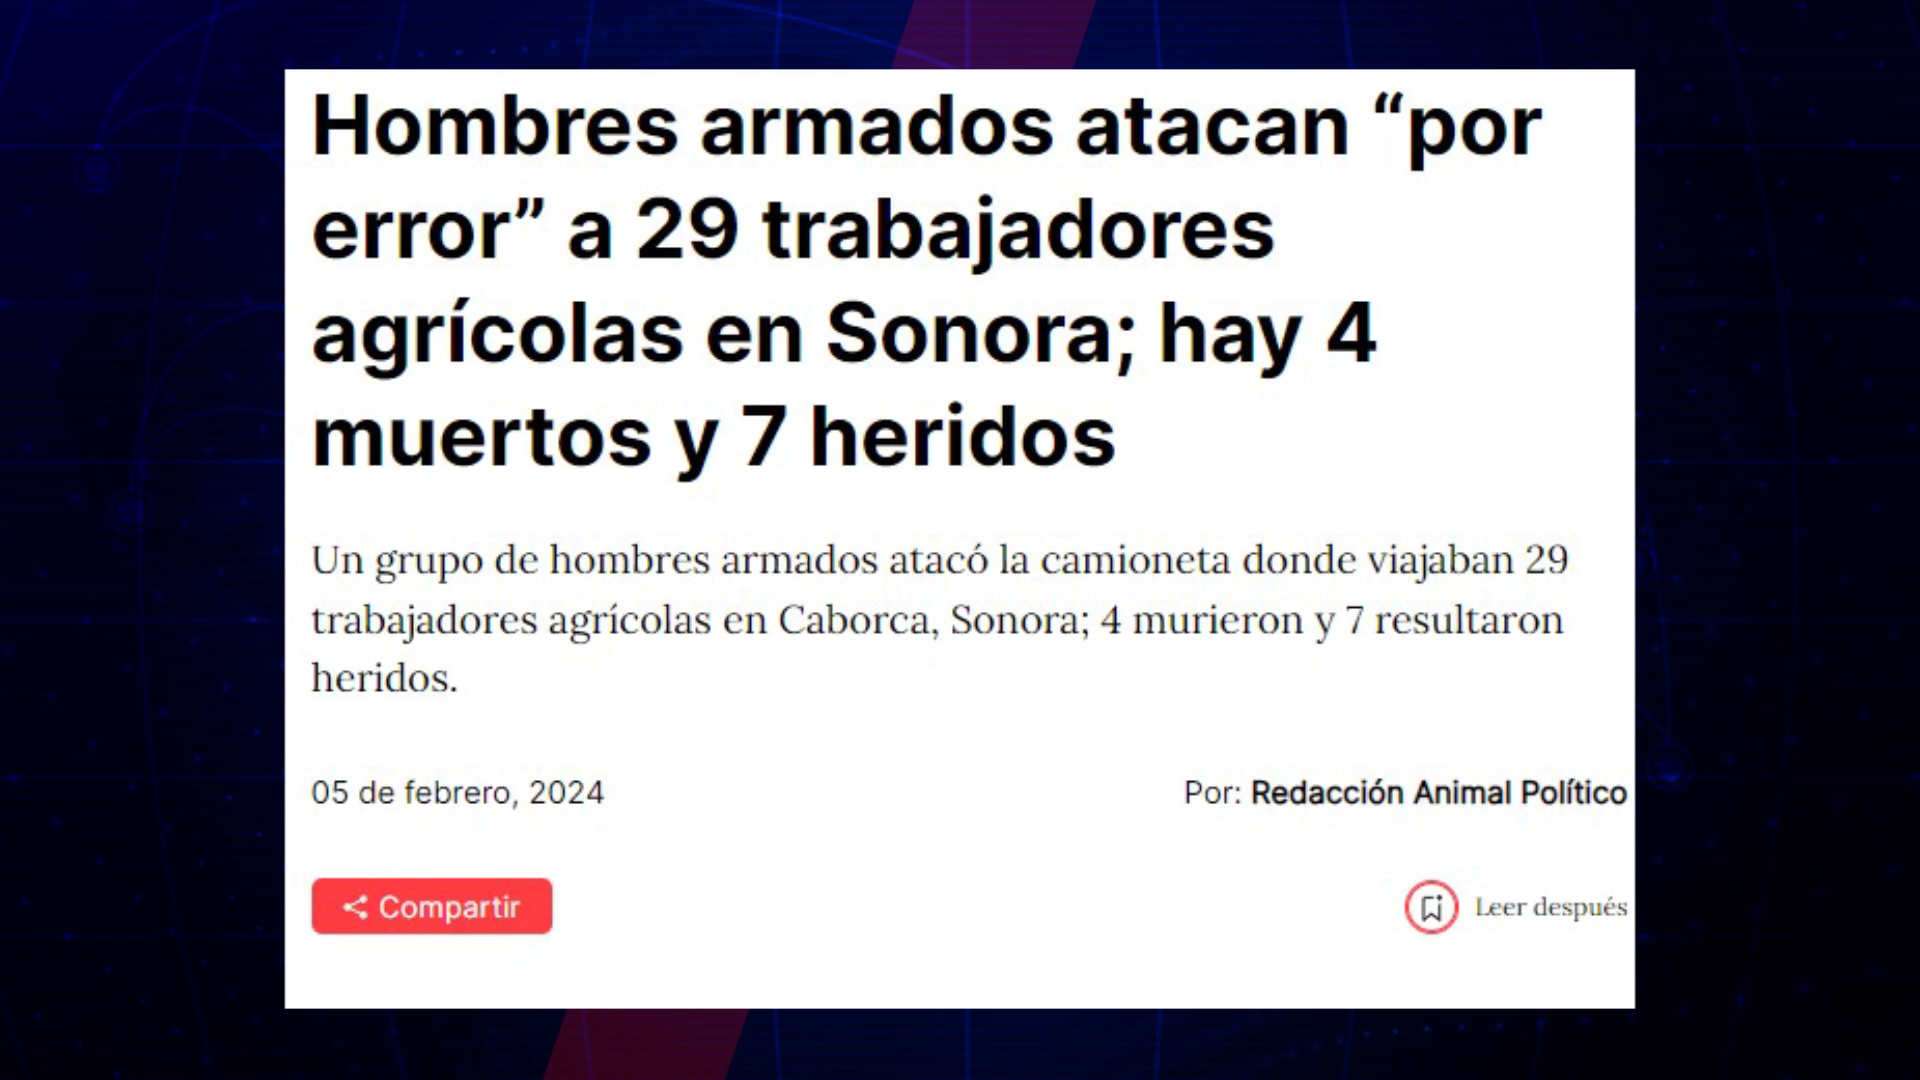 Hombres armados atacan “por
error” a 29 trabajadores
agrícolas en Sonora; hay 4
muertos y 7 heridos
Un grupo de hombres armados atacó la camioneta donde viajaban 29
trabajadores agrícolas en Caborca, Sonora; 4 murieron y 7 resultaron
heridos.
05 de febrero, 2024
Por: Redacción Animal Político
Compartir
Leer después